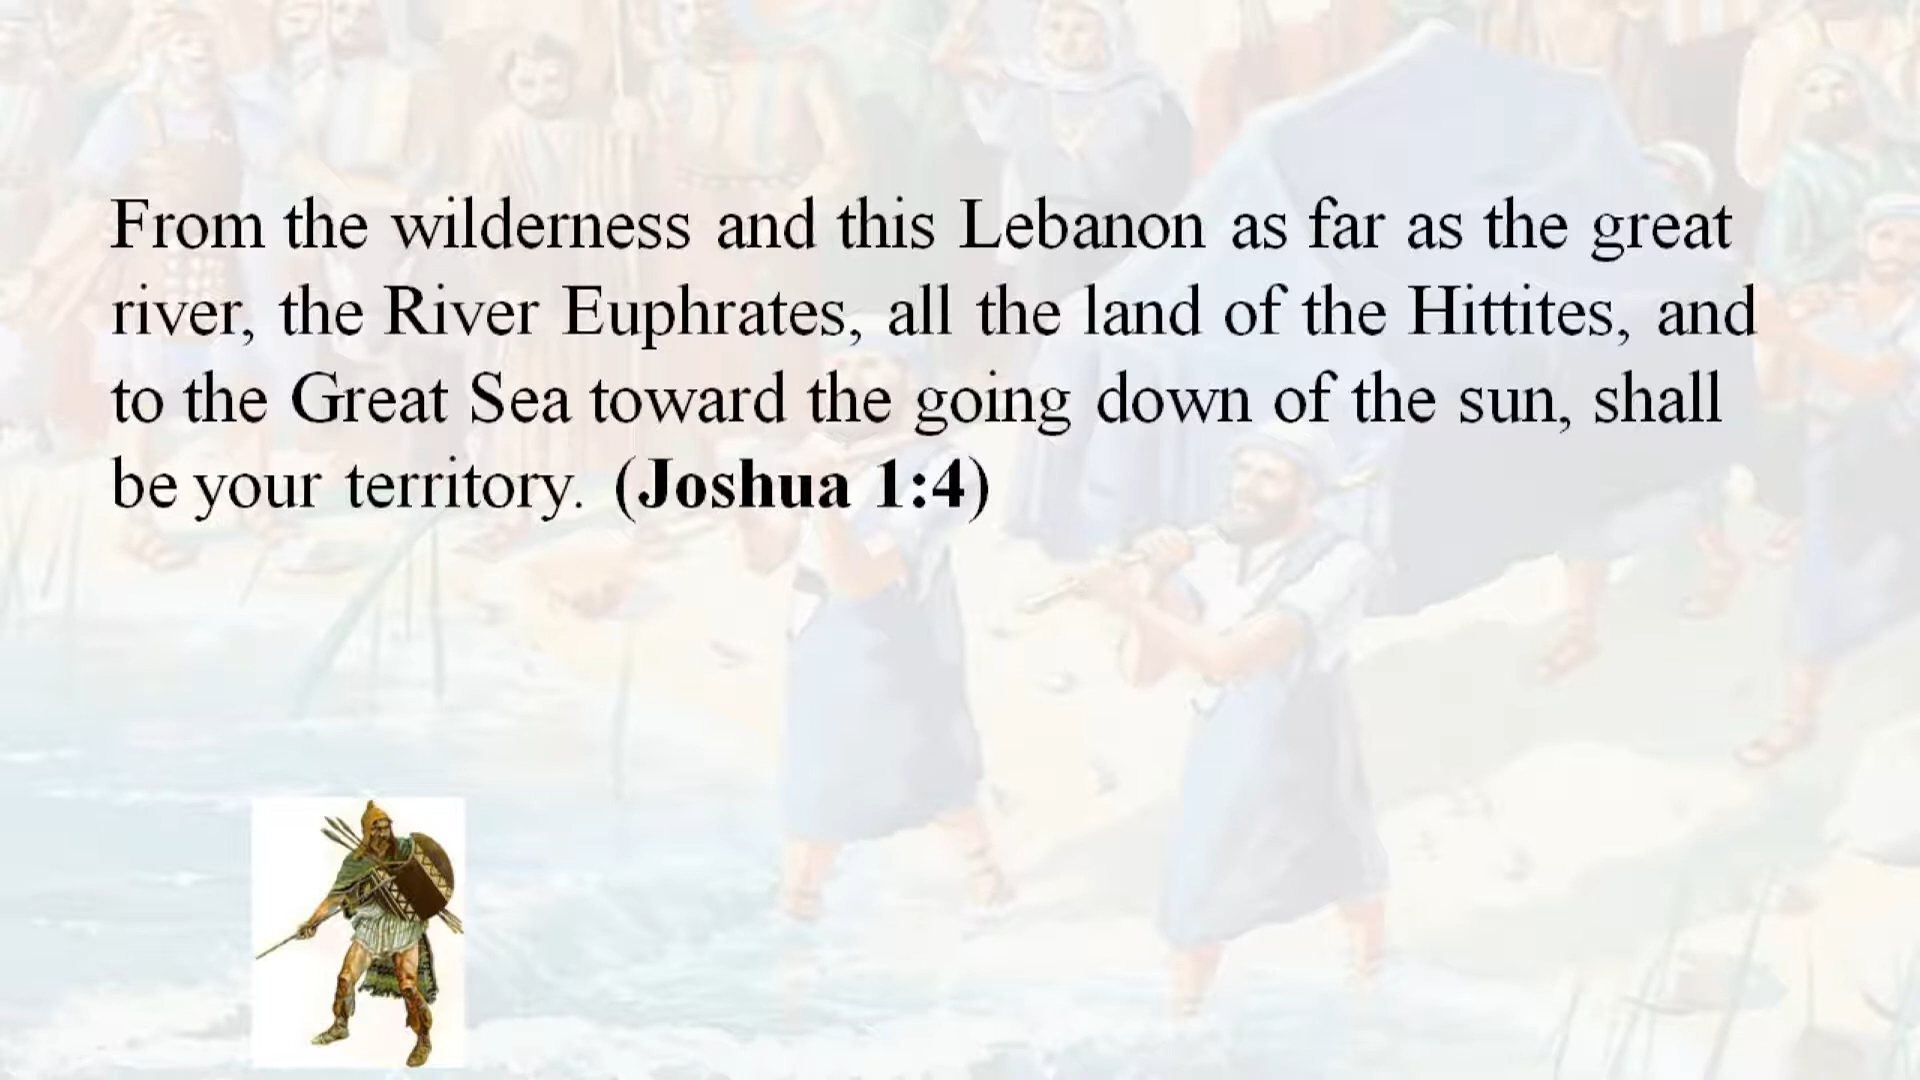 From the wilderness and this Lebanon as far as the great
river, the River Euphrates, all the land of the Hittites, and
to the Great Sea toward the going down of the sun, shall
be your territory. (Joshua 1:4)